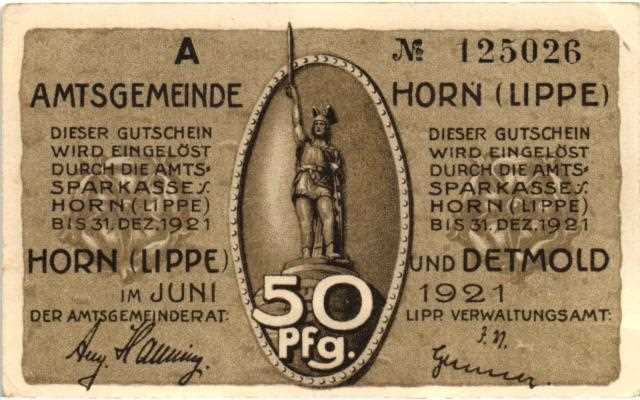 A
№ 125026
AMTSGEMEINDE HORN (LIPPE)
DIESER GUTSCHEIN
WIRD EINGELÖST
DURCH DIE AMTS-
SPARKASSE Z.
HORN (LIPPE)
BIS 31. DEZ. 1921
DIESER GUTSCHEIN
WIRD EINGELÖST
DURCH DIE AMTS-
SPARKASSE Z.
HORN (LIPPE)
BIS 31. DEZ. 1921
HORN (LIPPE) UND DETMOLD
IM JUNI 1921
DER AMTSGEMEINDERAT:
LIPP. VERWALTUNGSAMT:
50
Pfg.